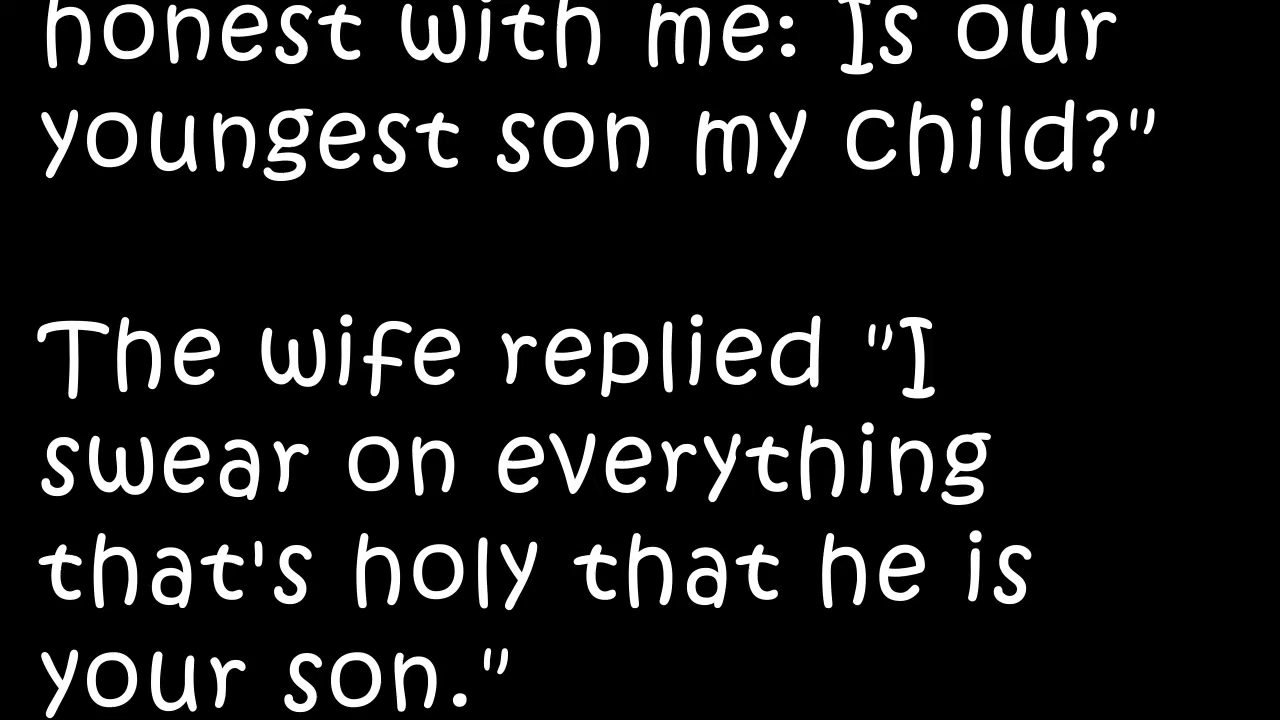 honest with me: Is our
youngest son my child?"
The wife replied "I
swear on everything
that's holy that he is
your son."